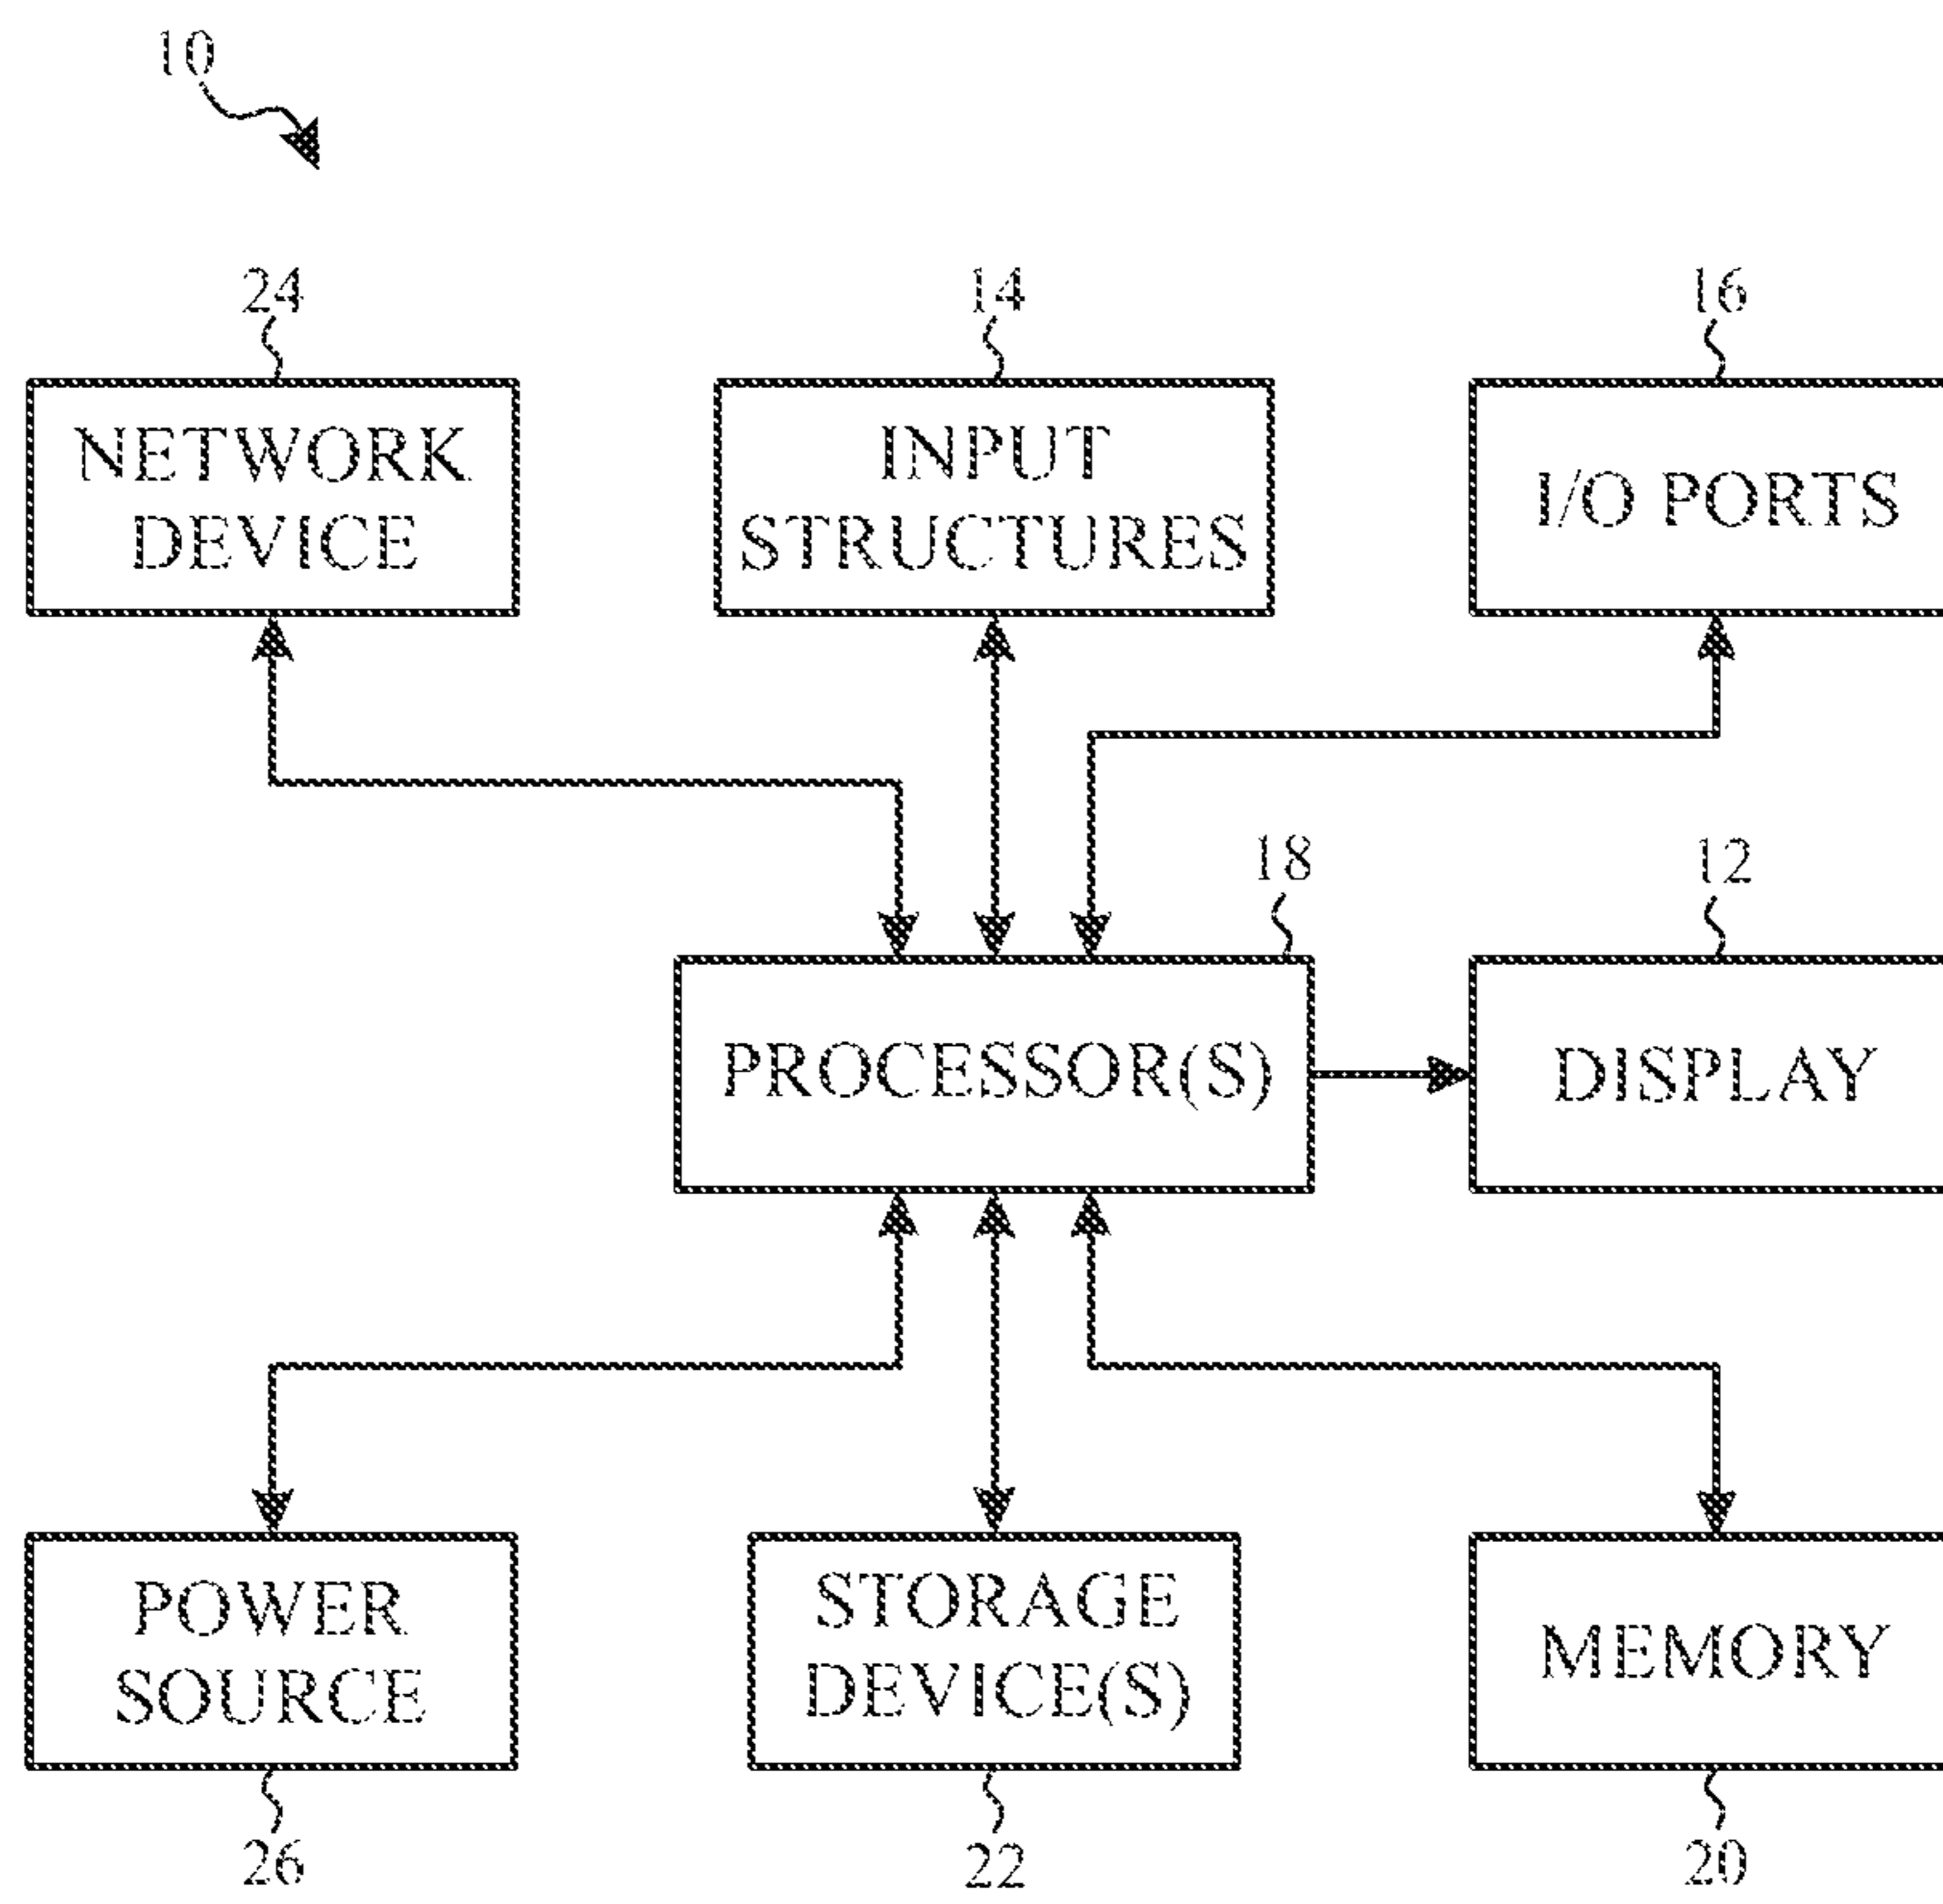 10
24
14
16
NETWORK
DEVICE
INPUT
STRUCTURES
I/O PORTS
18
12
PROCESSOR(S)
DISPLAY
POWER
SOURCE
STORAGE
DEVICE(S)
MEMORY
26
22
20